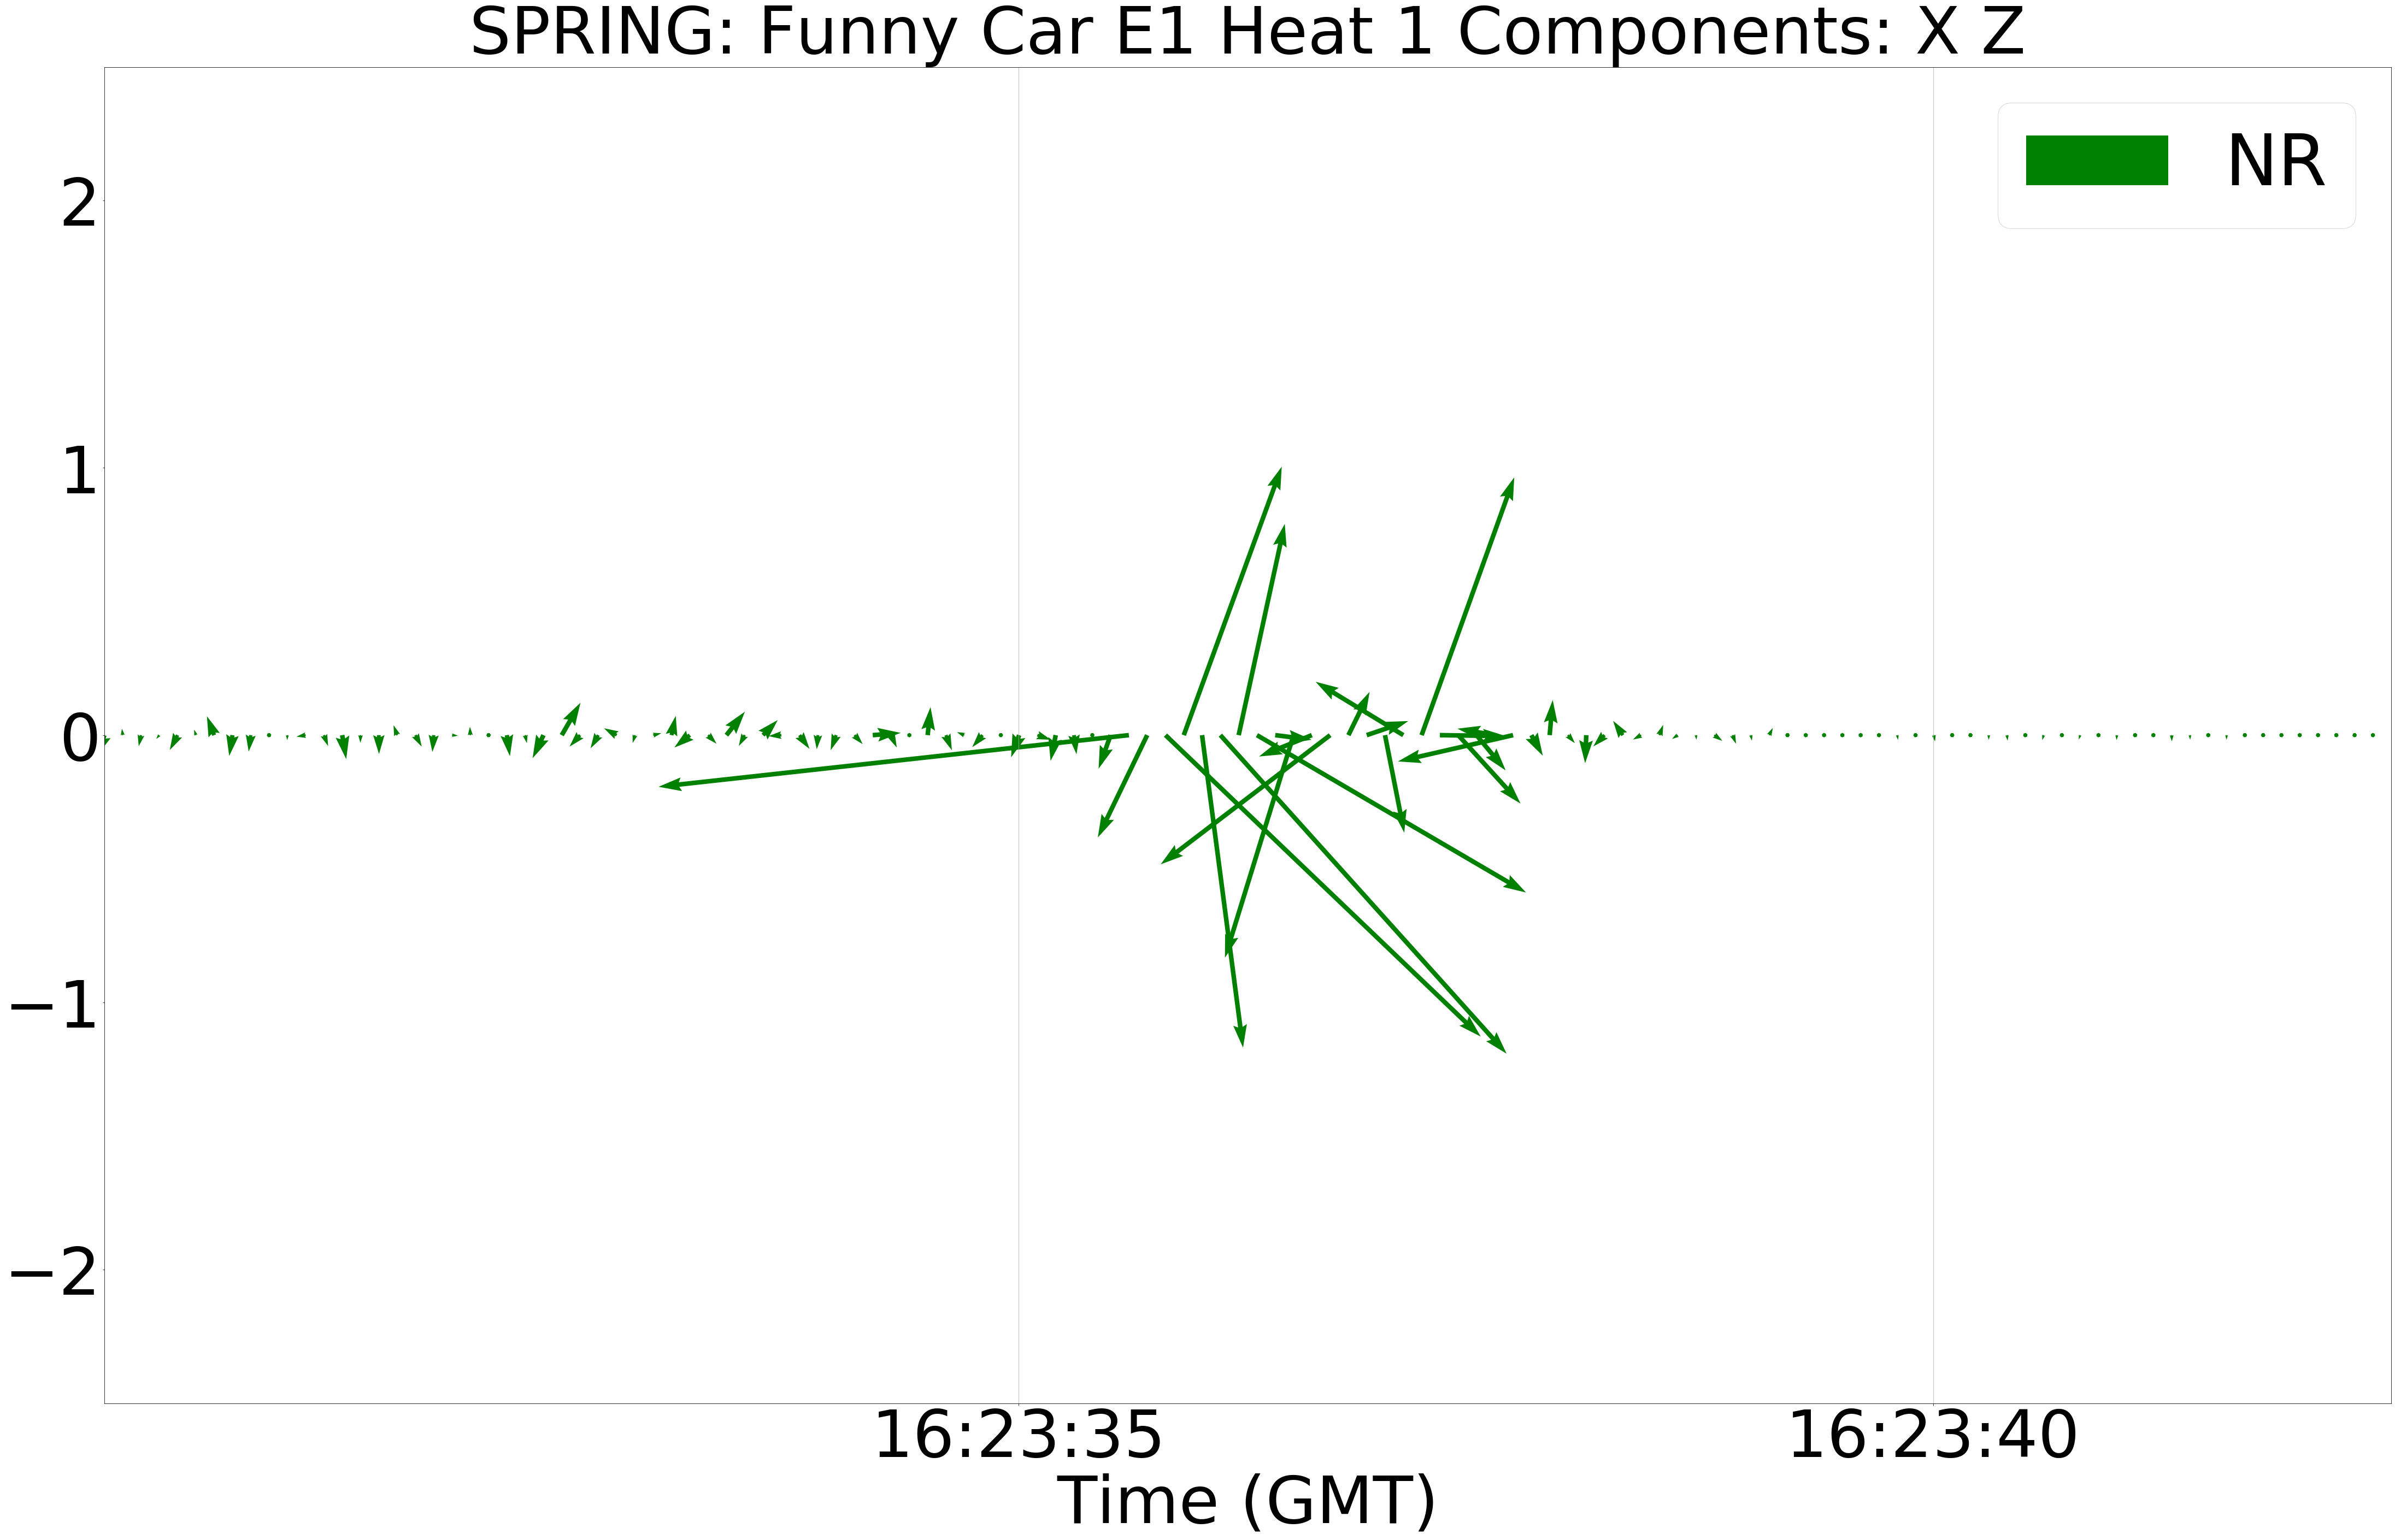 SPRING: Funny Car E1 Heat 1 Components: X Z
NR
2
1
0
−1
−2
16:23:35 16:23:40
Time (GMT)